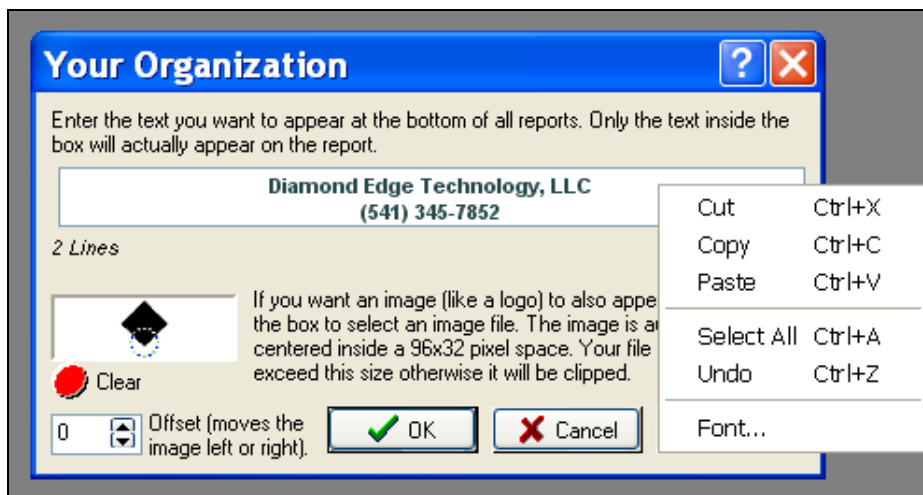 Your Organization
Enter the text you want to appear at the bottom of all reports. Only the text inside the
box will actually appear on the report.
Diamond Edge Technology, LLC
(541) 345-7852
2 Lines
If you want an image (like a logo) to also appe
the box to select an image file. The image is au
centered inside a 96x32 pixel space. Your file
exceed this size otherwise it will be clipped.
Clear
0
Offset (moves the
image left or right).
OK
Cancel
Cut Ctrl+X
Copy Ctrl+C
Paste Ctrl+V
Select All Ctrl+A
Undo Ctrl+Z
Font...